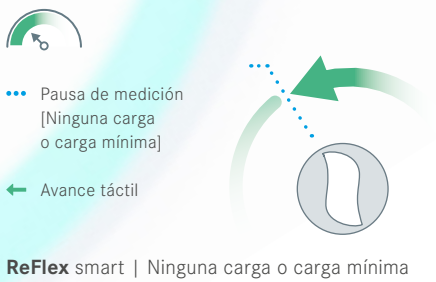 Pausa de medición
[Ninguna carga
o carga mínima]
Avance táctil
ReFlex smart | Ninguna carga o carga mínima